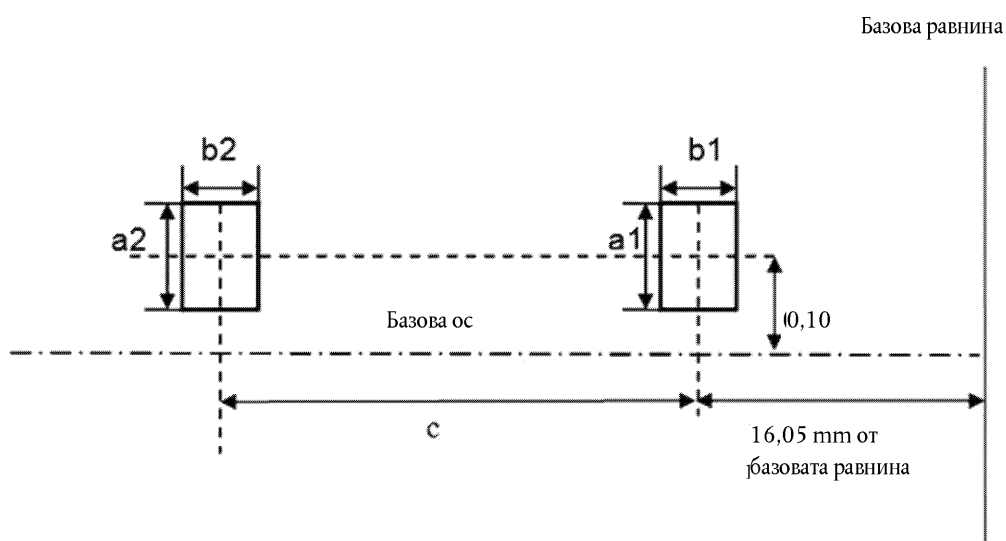 Базова равнина
b2
b1
a2
a1
Базова ос
0,10
c
16,05 mm от
базовата равнина